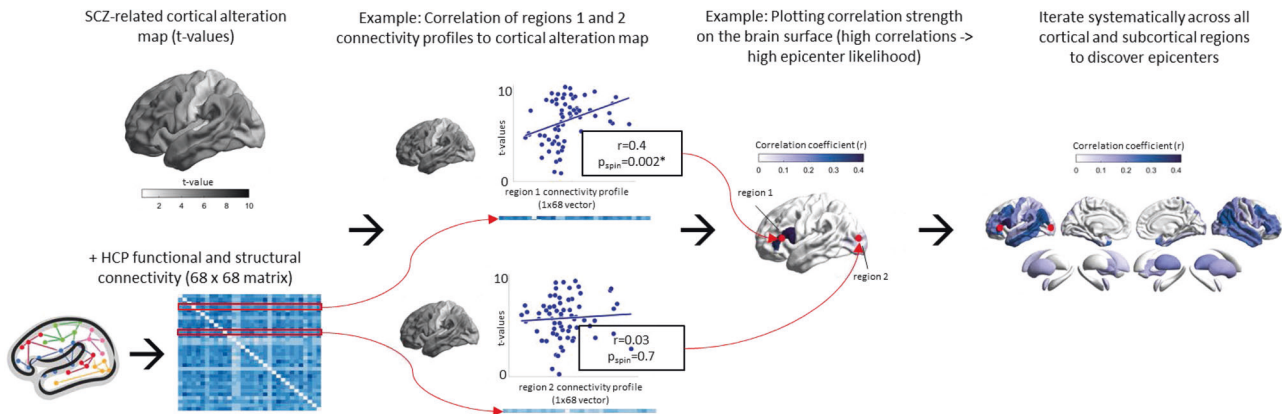 SCZ-related cortical alteration
map (t-values)
t-value
2 4 6 8 10
+ HCP functional and structural
connectivity (68 x 68 matrix)
Example: Correlation of regions 1 and 2
connectivity profiles to cortical alteration map
10
t-values
0
r=0.4
pspin=0.002*
region 1 connectivity profile
(1x68 vector)
10
t-values
0
r=0.03
pspin=0.7
region 2 connectivity profile
(1x68 vector)
Example: Plotting correlation strength
on the brain surface (high correlations ->
high epicenter likelihood)
Correlation coefficient (r)
0 0.1 0.2 0.3 0.4
region 1
region 2
Iterate systematically across all
cortical and subcortical regions
to discover epicenters
Correlation coefficient (r)
0 0.1 0.2 0.3 0.4